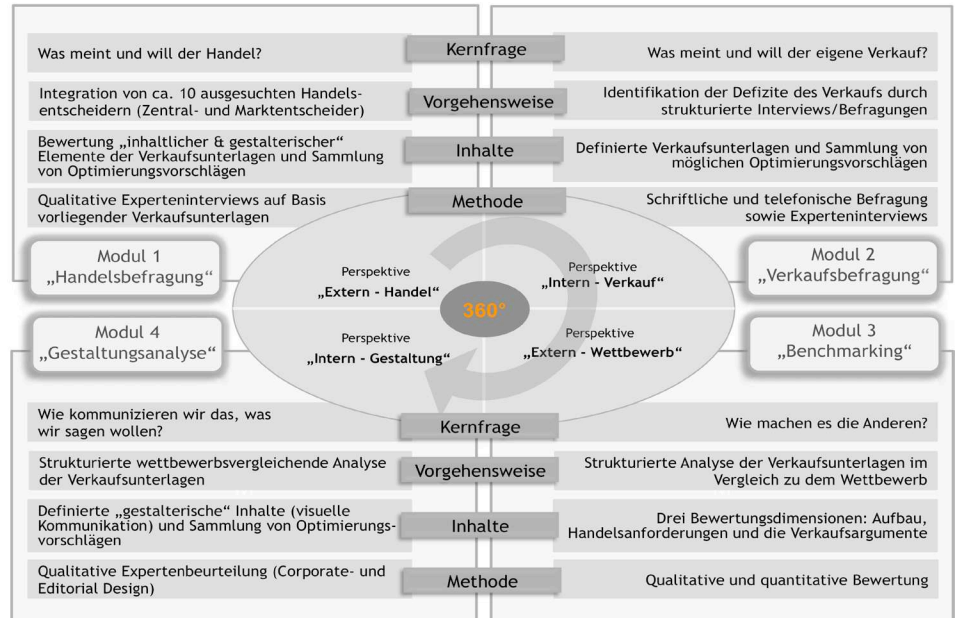 Kernfrage
Was meint und will der Handel?
Was meint und will der eigene Verkauf?
Vorgehensweise
Integration von ca. 10 ausgesuchten Handels-
entscheidern (Zentral- und Marktentscheider)
Identifikation der Defizite des Verkaufs durch
strukturierte Interviews/Befragungen
Inhalte
Bewertung „inhaltlicher & gestalterischer“
Elemente der Verkaufsunterlagen und Sammlung
von Optimierungsvorschlägen
Definierte Verkaufsunterlagen und Sammlung von
möglichen Optimierungsvorschlägen
Methode
Qualitative Experteninterviews auf Basis
vorliegender Verkaufsunterlagen
Schriftliche und telefonische Befragung
sowie Experteninterviews
Modul 1
„Handelsbefragung“
Modul 2
„Verkaufsbefragung“
Perspektive
„Extern - Handel“
Perspektive
„Intern - Verkauf“
360°
Modul 4
„Gestaltungsanalyse“
Modul 3
„Benchmarking“
Perspektive
„Intern - Gestaltung“
Perspektive
„Extern - Wettbewerb“
Kernfrage
Wie kommunizieren wir das, was
wir sagen wollen?
Wie machen es die Anderen?
Vorgehensweise
Strukturierte wettbewerbsvergleichende Analyse
der Verkaufsunterlagen
Strukturierte Analyse der Verkaufsunterlagen im
Vergleich zu dem Wettbewerb
Inhalte
Definierte „gestalterische“ Inhalte (visuelle
Kommunikation) und Sammlung von Optimierungs-
vorschlägen
Drei Bewertungsdimensionen: Aufbau,
Handelsanforderungen und die Verkaufsargumente
Methode
Qualitative Expertenbeurteilung (Corporate- und
Editorial Design)
Qualitative und quantitative Bewertung